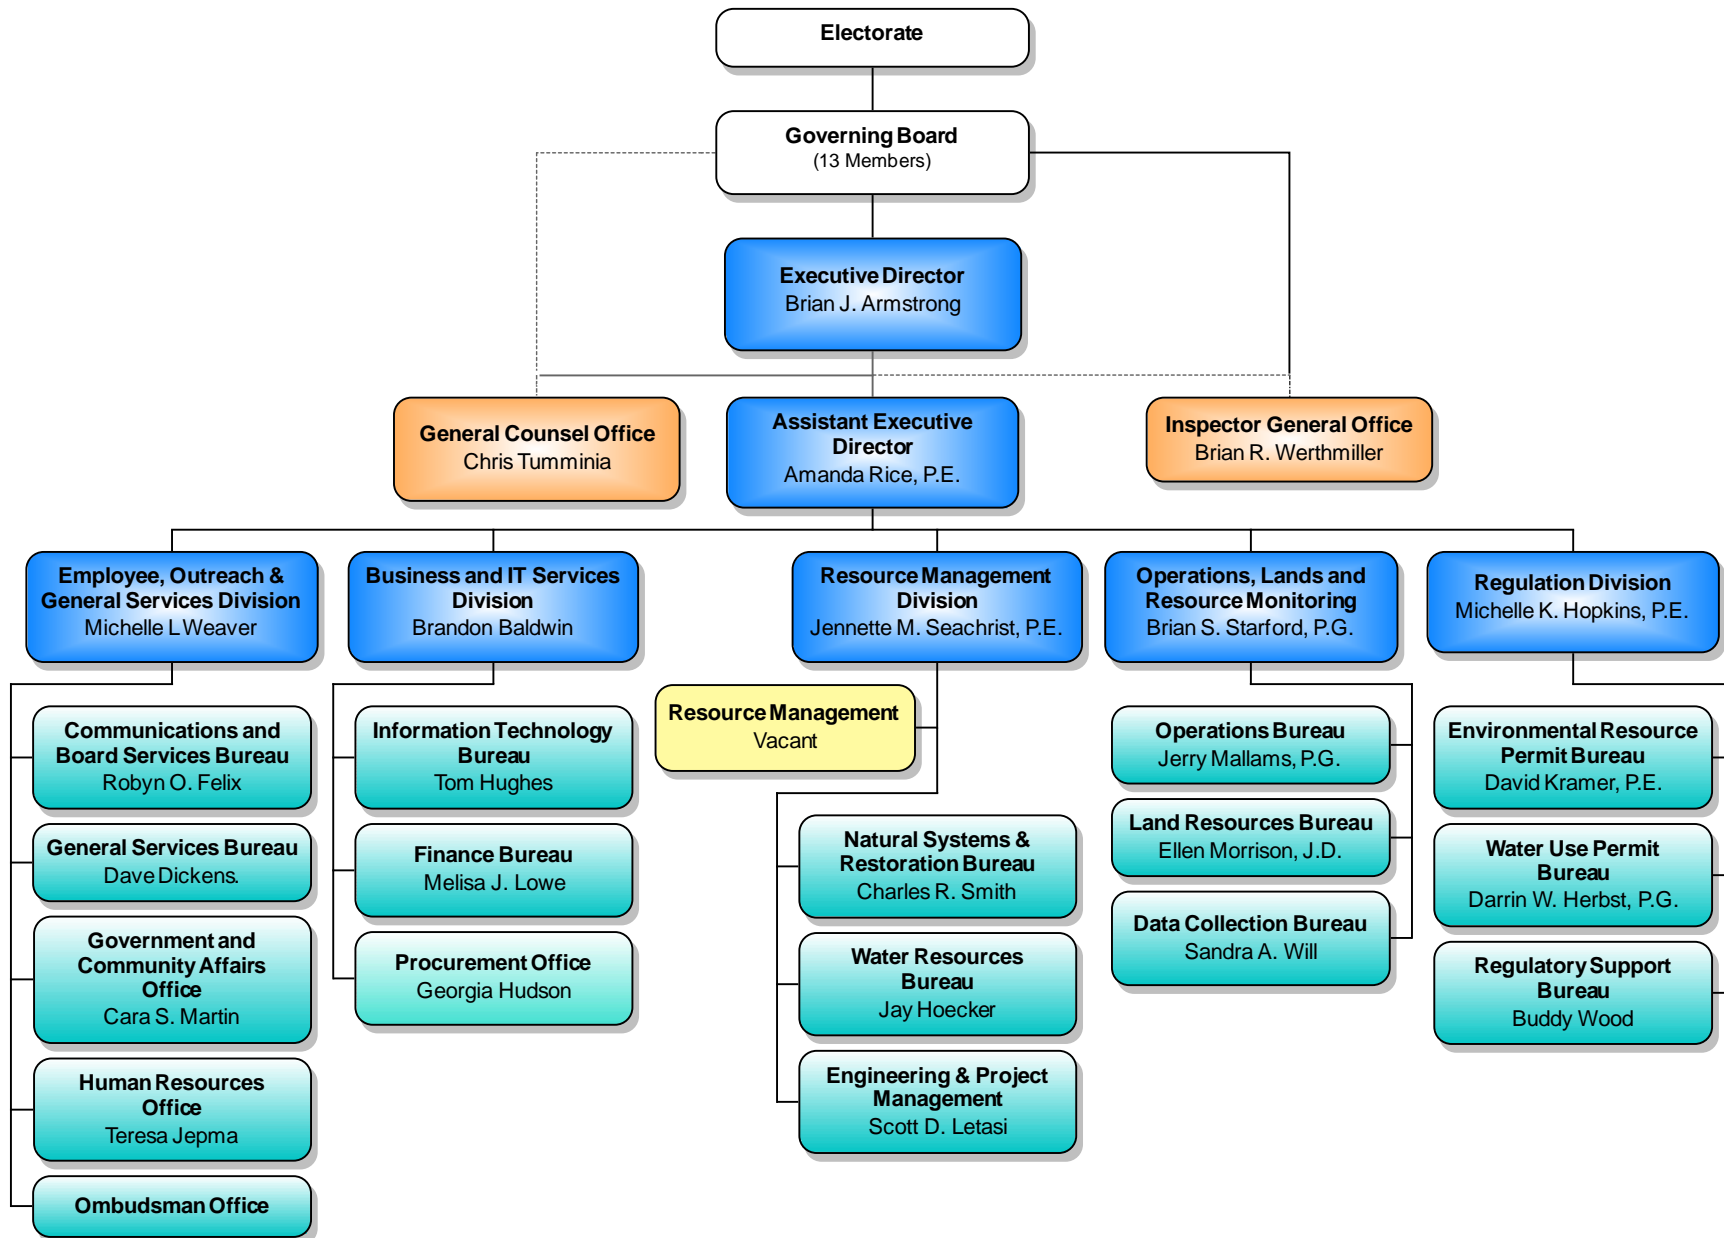 Electorate
Governing Board
(13 Members)
Executive Director
Brian J. Armstrong
General Counsel Office
Chris Tumminia
Assistant Executive
Director
Amanda Rice, P.E.
Inspector General Office
Brian R. Werthmiller
Employee, Outreach &
General Services Division
Michelle L Weaver
Business and IT Services
Division
Brandon Baldwin
Resource Management
Division
Jennette M. Seachrist, P.E.
Operations, Lands and
Resource Monitoring
Brian S. Starford, P.G.
Regulation Division
Michelle K. Hopkins, P.E.
Communications and
Board Services Bureau
Robyn O. Felix
General Services Bureau
Dave Dickens.
Government and
Community Affairs
Office
Cara S. Martin
Human Resources
Office
Teresa Jepma
Ombudsman Office
Information Technology
Bureau
Tom Hughes
Finance Bureau
Melisa J. Lowe
Procurement Office
Georgia Hudson
Resource Management
Vacant
Natural Systems &
Restoration Bureau
Charles R. Smith
Water Resources
Bureau
Jay Hoecker
Engineering & Project
Management
Scott D. Letasi
Operations Bureau
Jerry Mallams, P.G.
Land Resources Bureau
Ellen Morrison, J.D.
Data Collection Bureau
Sandra A. Will
Environmental Resource
Permit Bureau
David Kramer, P.E.
Water Use Permit
Bureau
Darrin W. Herbst, P.G.
Regulatory Support
Bureau
Buddy Wood